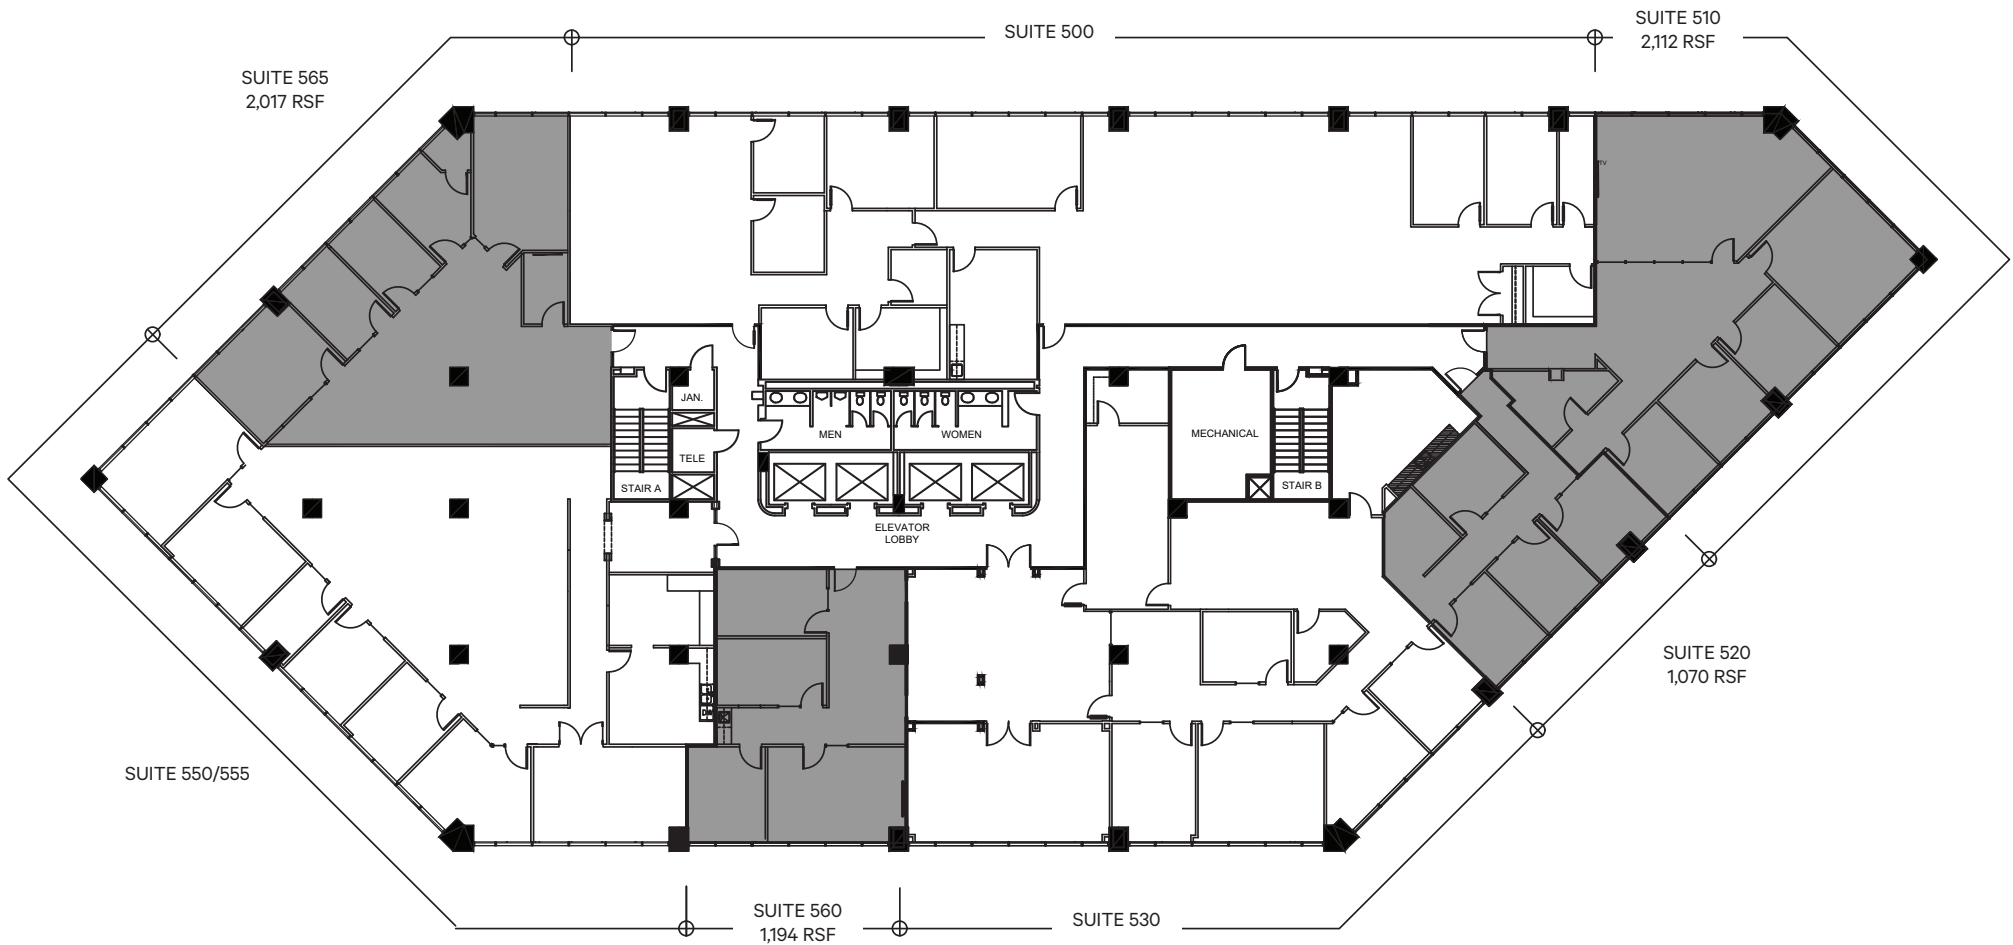 SUITE 500
SUITE 510
2,112 RSF
SUITE 565
2,017 RSF
TV
JAN.
MEN
WOMEN
MECHANICAL
TELE
STAIR A
STAIR B
ELEVATOR
LOBBY
SUITE 520
1,070 RSF
SUITE 550/555
SUITE 560
1,194 RSF
SUITE 530